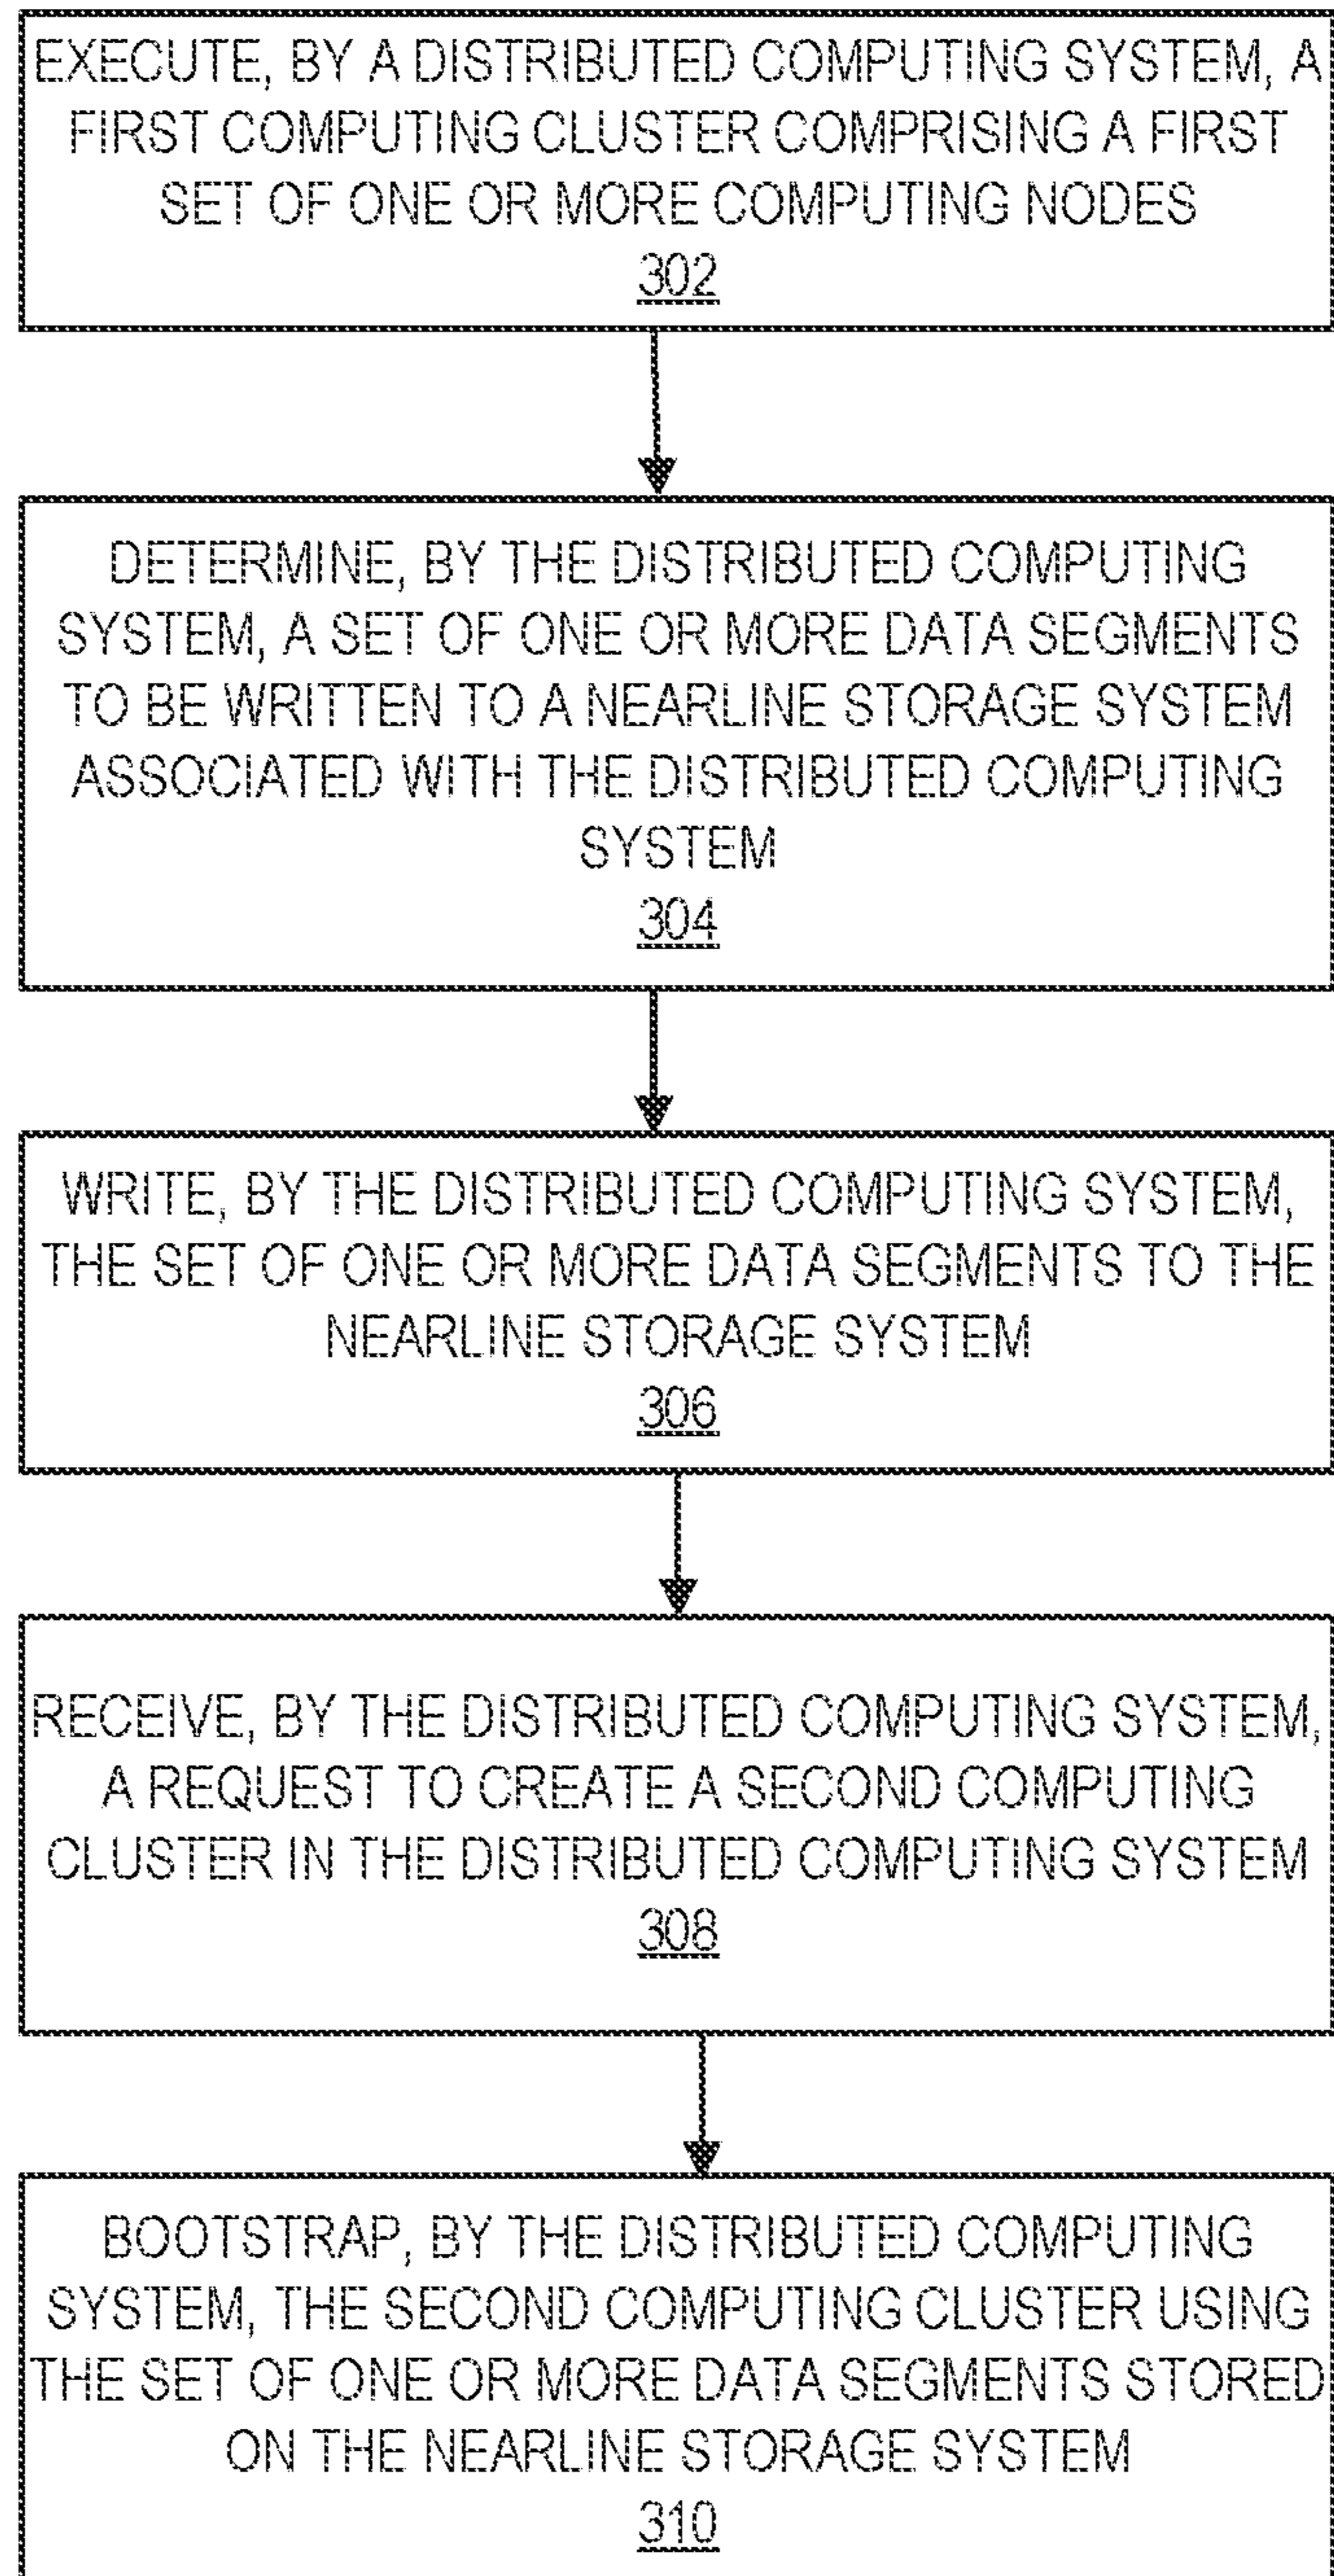 EXECUTE, BY A DISTRIBUTED COMPUTING SYSTEM, A
FIRST COMPUTING CLUSTER COMPRISING A FIRST
SET OF ONE OR MORE COMPUTING NODES
302
DETERMINE, BY THE DISTRIBUTED COMPUTING
SYSTEM, A SET OF ONE OR MORE DATA SEGMENTS
TO BE WRITTEN TO A NEARLINE STORAGE SYSTEM
ASSOCIATED WITH THE DISTRIBUTED COMPUTING
SYSTEM
304
WRITE, BY THE DISTRIBUTED COMPUTING SYSTEM,
THE SET OF ONE OR MORE DATA SEGMENTS TO THE
NEARLINE STORAGE SYSTEM
306
RECEIVE, BY THE DISTRIBUTED COMPUTING SYSTEM,
A REQUEST TO CREATE A SECOND COMPUTING
CLUSTER IN THE DISTRIBUTED COMPUTING SYSTEM
308
BOOTSTRAP, BY THE DISTRIBUTED COMPUTING
SYSTEM, THE SECOND COMPUTING CLUSTER USING
THE SET OF ONE OR MORE DATA SEGMENTS STORED
ON THE NEARLINE STORAGE SYSTEM
310